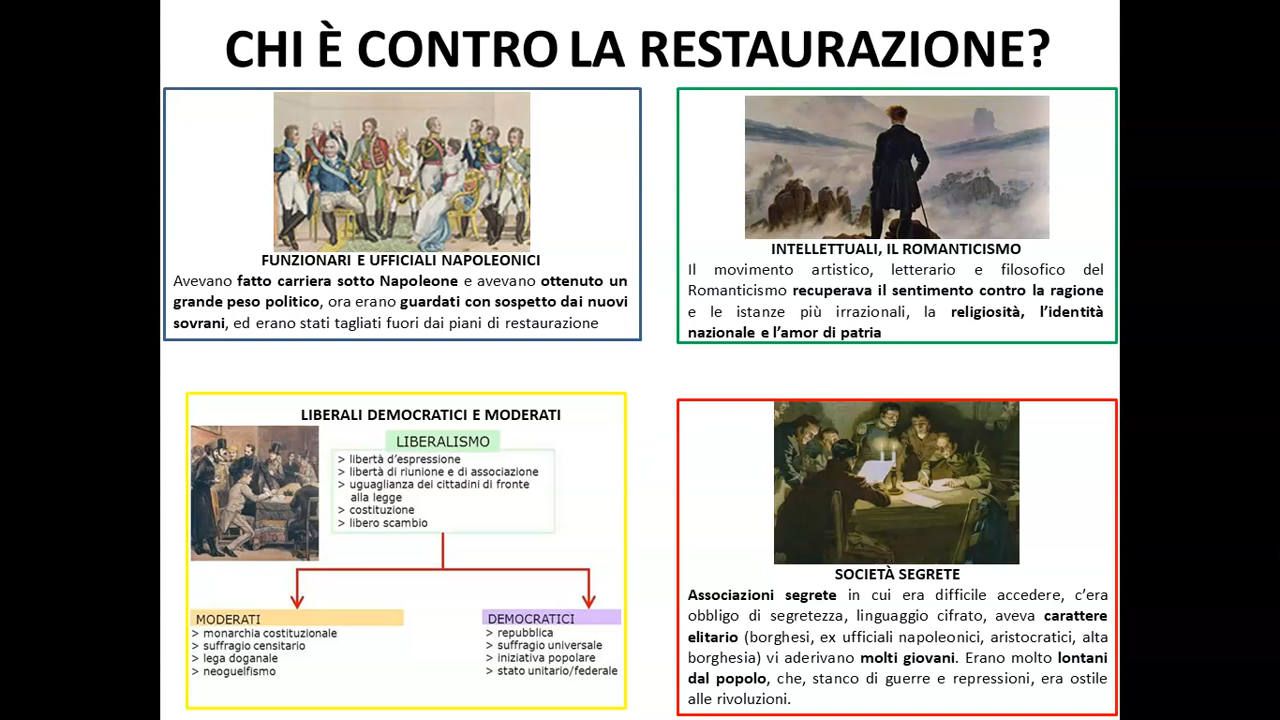 CHI È CONTRO LA RESTAURAZIONE?
FUNZIONARI E UFFICIALI NAPOLEONICI
Avevano fatto carriera sotto Napoleone e avevano ottenuto un
grande peso politico, ora erano guardati con sospetto dai nuovi
sovrani, ed erano stati tagliati fuori dai piani di restaurazione
INTELLETTUALI, IL ROMANTICISMO
Il movimento artistico, letterario e filosofico del
Romanticismo recuperava il sentimento contro la ragione
e le istanze più irrazionali, la religiosità, l’identità
nazionale e l’amor di patria
LIBERALI DEMOCRATICI E MODERATI
LIBERALISMO
> libertà d’espressione
> libertà di riunione e di associazione
> uguaglianza dei cittadini di fronte
alla legge
> costituzione
> libero scambio
MODERATI
> monarchia costituzionale
> suffragio censitario
> lega doganale
> neoguelfismo
DEMOCRATICI
> repubblica
> suffragio universale
> iniziativa popolare
> stato unitario/federale
SOCIETÀ SEGRETE
Associazioni segrete in cui era difficile accedere, c’era
obbligo di segretezza, linguaggio cifrato, aveva carattere
elitario (borghesi, ex ufficiali napoleonici, aristocratici, alta
borghesia) vi aderivano molti giovani. Erano molto lontani
dal popolo, che, stanco di guerre e repressioni, era ostile
alle rivoluzioni.